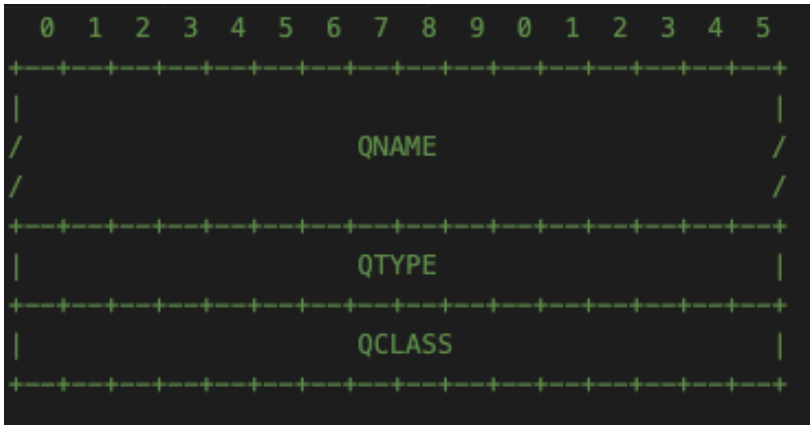 0  1  2  3  4  5  6  7  8  9  0  1  2  3  4  5
+--+--+--+--+--+--+--+--+--+--+--+--+--+--+--+--+
|                                               |
/                     QNAME                     /
/                                               /
+--+--+--+--+--+--+--+--+--+--+--+--+--+--+--+--+
|                     QTYPE                     |
+--+--+--+--+--+--+--+--+--+--+--+--+--+--+--+--+
|                     QCLASS                    |
+--+--+--+--+--+--+--+--+--+--+--+--+--+--+--+--+